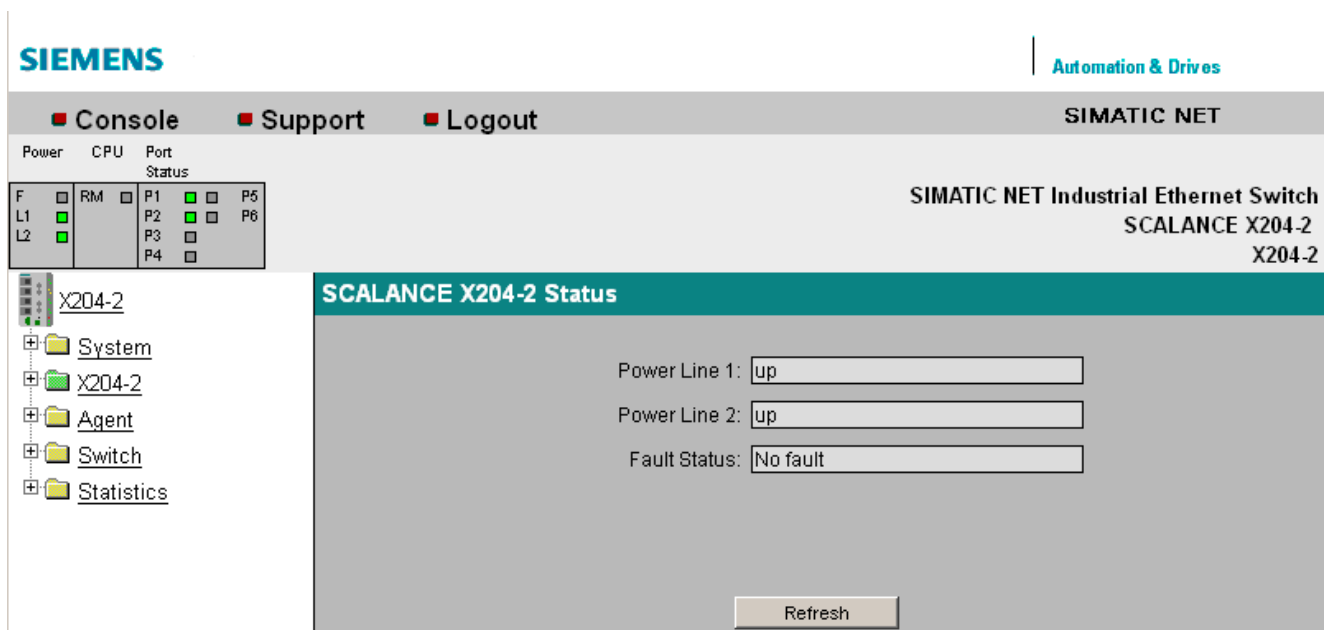 SIEMENS
Automation & Drives
Console Support Logout SIMATIC NET
Power CPU Port Status
F RM P1 P5
L1 P2 P6
L2 P3
P4
SIMATIC NET Industrial Ethernet Switch
SCALANCE X204-2
X204-2
X204-2
System
X204-2
Agent
Switch
Statistics
SCALANCE X204-2 Status
Power Line 1: up
Power Line 2: up
Fault Status: No fault
Refresh